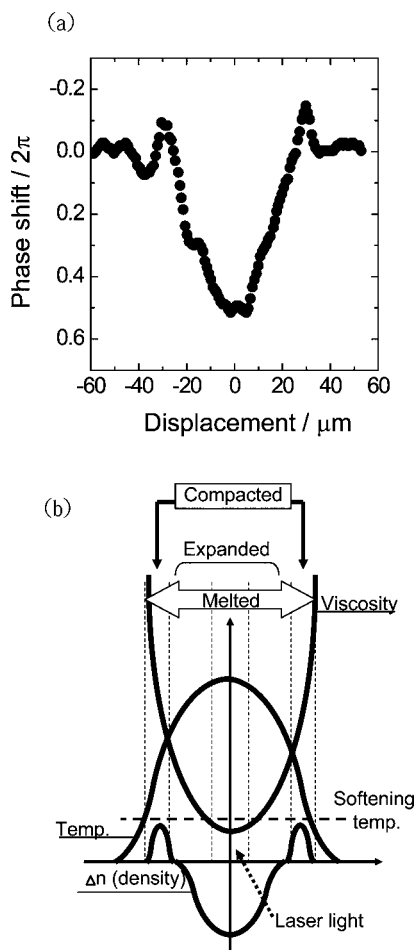 (a)
-0.2
0.0
0.2
0.4
0.6
Phase shift / 2π
-60 -40 -20 0 20 40 60
Displacement / μm
(b)
Compacted
Expanded
Melted
Viscosity
Softening
temp.
Temp.
Δn (density)
Laser light